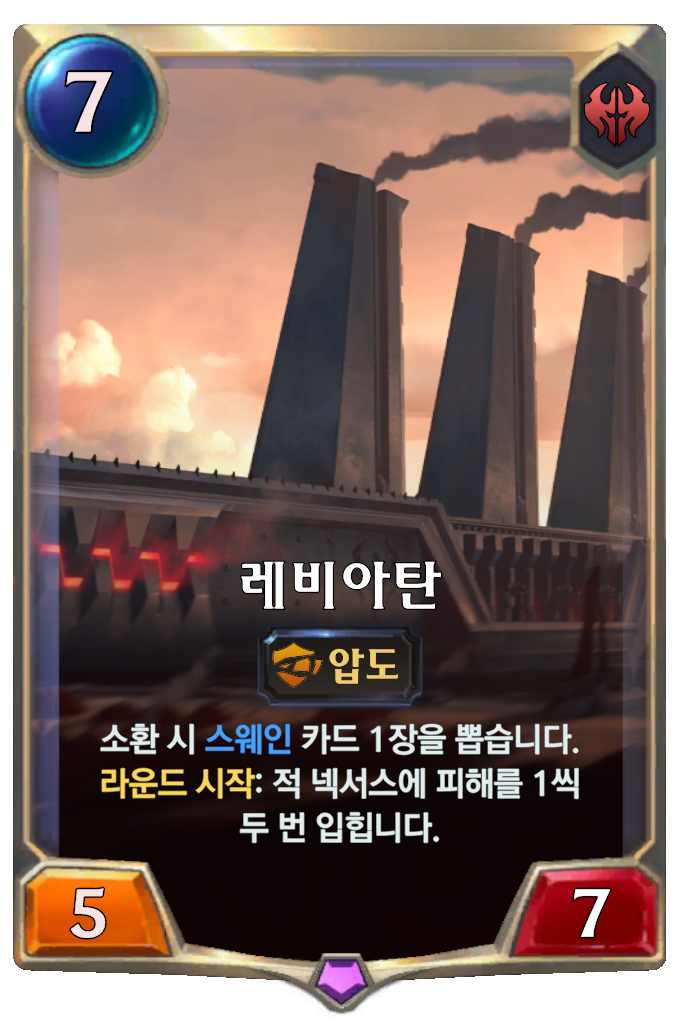 7
레비아탄
압도
소환 시 스웨인 카드 1장을 뽑습니다.
라운드 시작: 적 넥서스에 피해를 1씩
두 번 입힙니다.
5
7